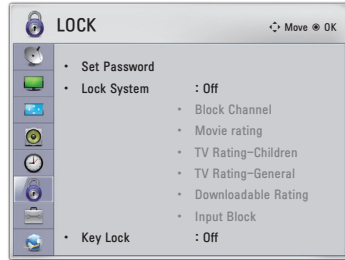 LOCK
Move ◉ OK
• Set Password
• Lock System : Off
• Block Channel
• Movie rating
• TV Rating-Children
• TV Rating-General
• Downloadable Rating
• Input Block
• Key Lock : Off